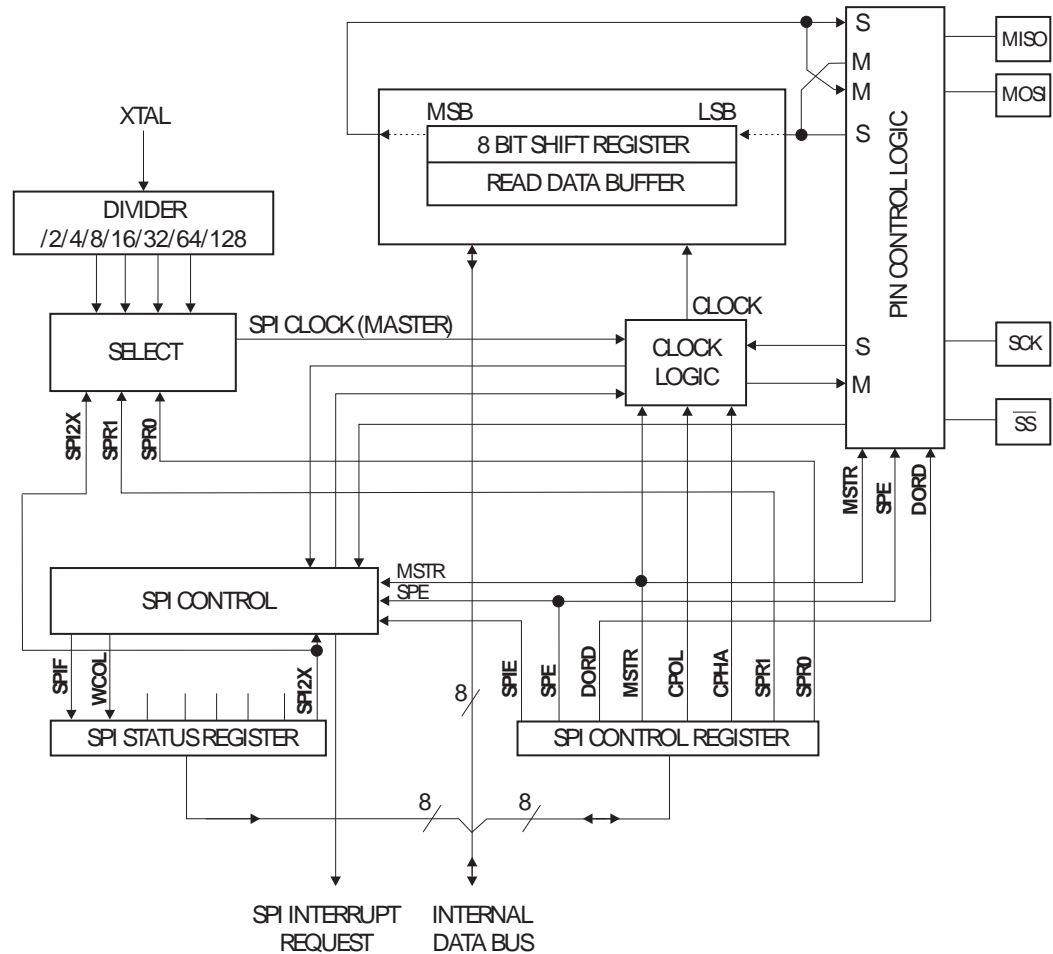 S
MISO
M
M
MOSI
MSB
LSB
XTAL
8 BIT SHIFT REGISTER
S
READ DATA BUFFER
PIN CONTROL LOGIC
DIVIDER
/2/4/8/16/32/64/128
CLOCK
SPI CLOCK (MASTER)
SELECT
CLOCK
LOGIC
S
SCK
M
SPI2X
SPR1
SPR0
SS
MSTR
SPE
DORD
MSTR
SPE
SPI CONTROL
SPIF
WCOL
SPI2X
8
SPIE
SPE
DORD
MSTR
CPOL
CPHA
SPR1
SPR0
SPI STATUS REGISTER
SPI CONTROL REGISTER
8
8
SPI INTERRUPT
REQUEST
INTERNAL
DATA BUS